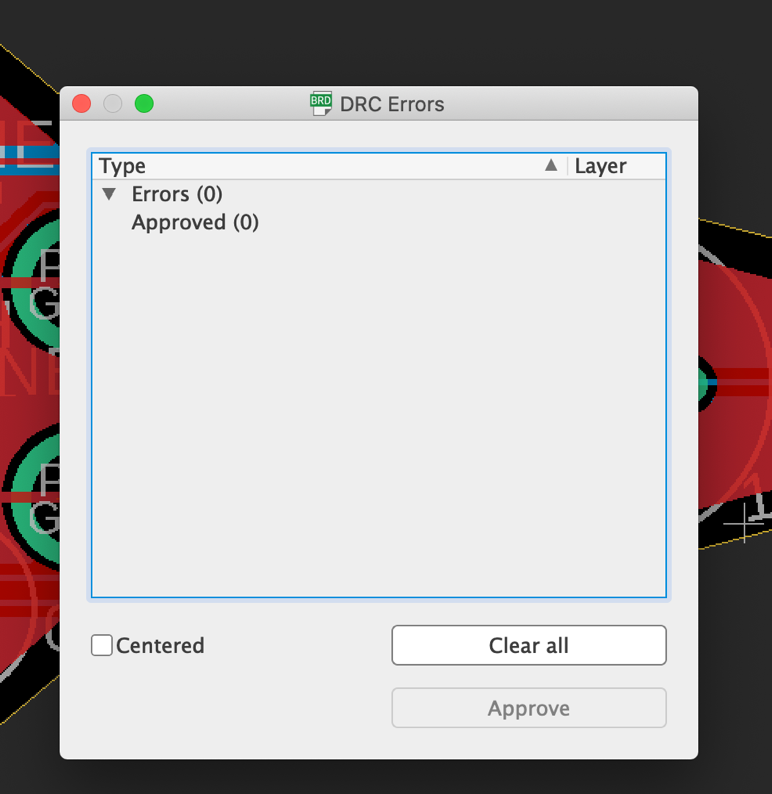 BRD DRC Errors
Type Layer
Errors (0)
Approved (0)
Centered
Clear all
Approve